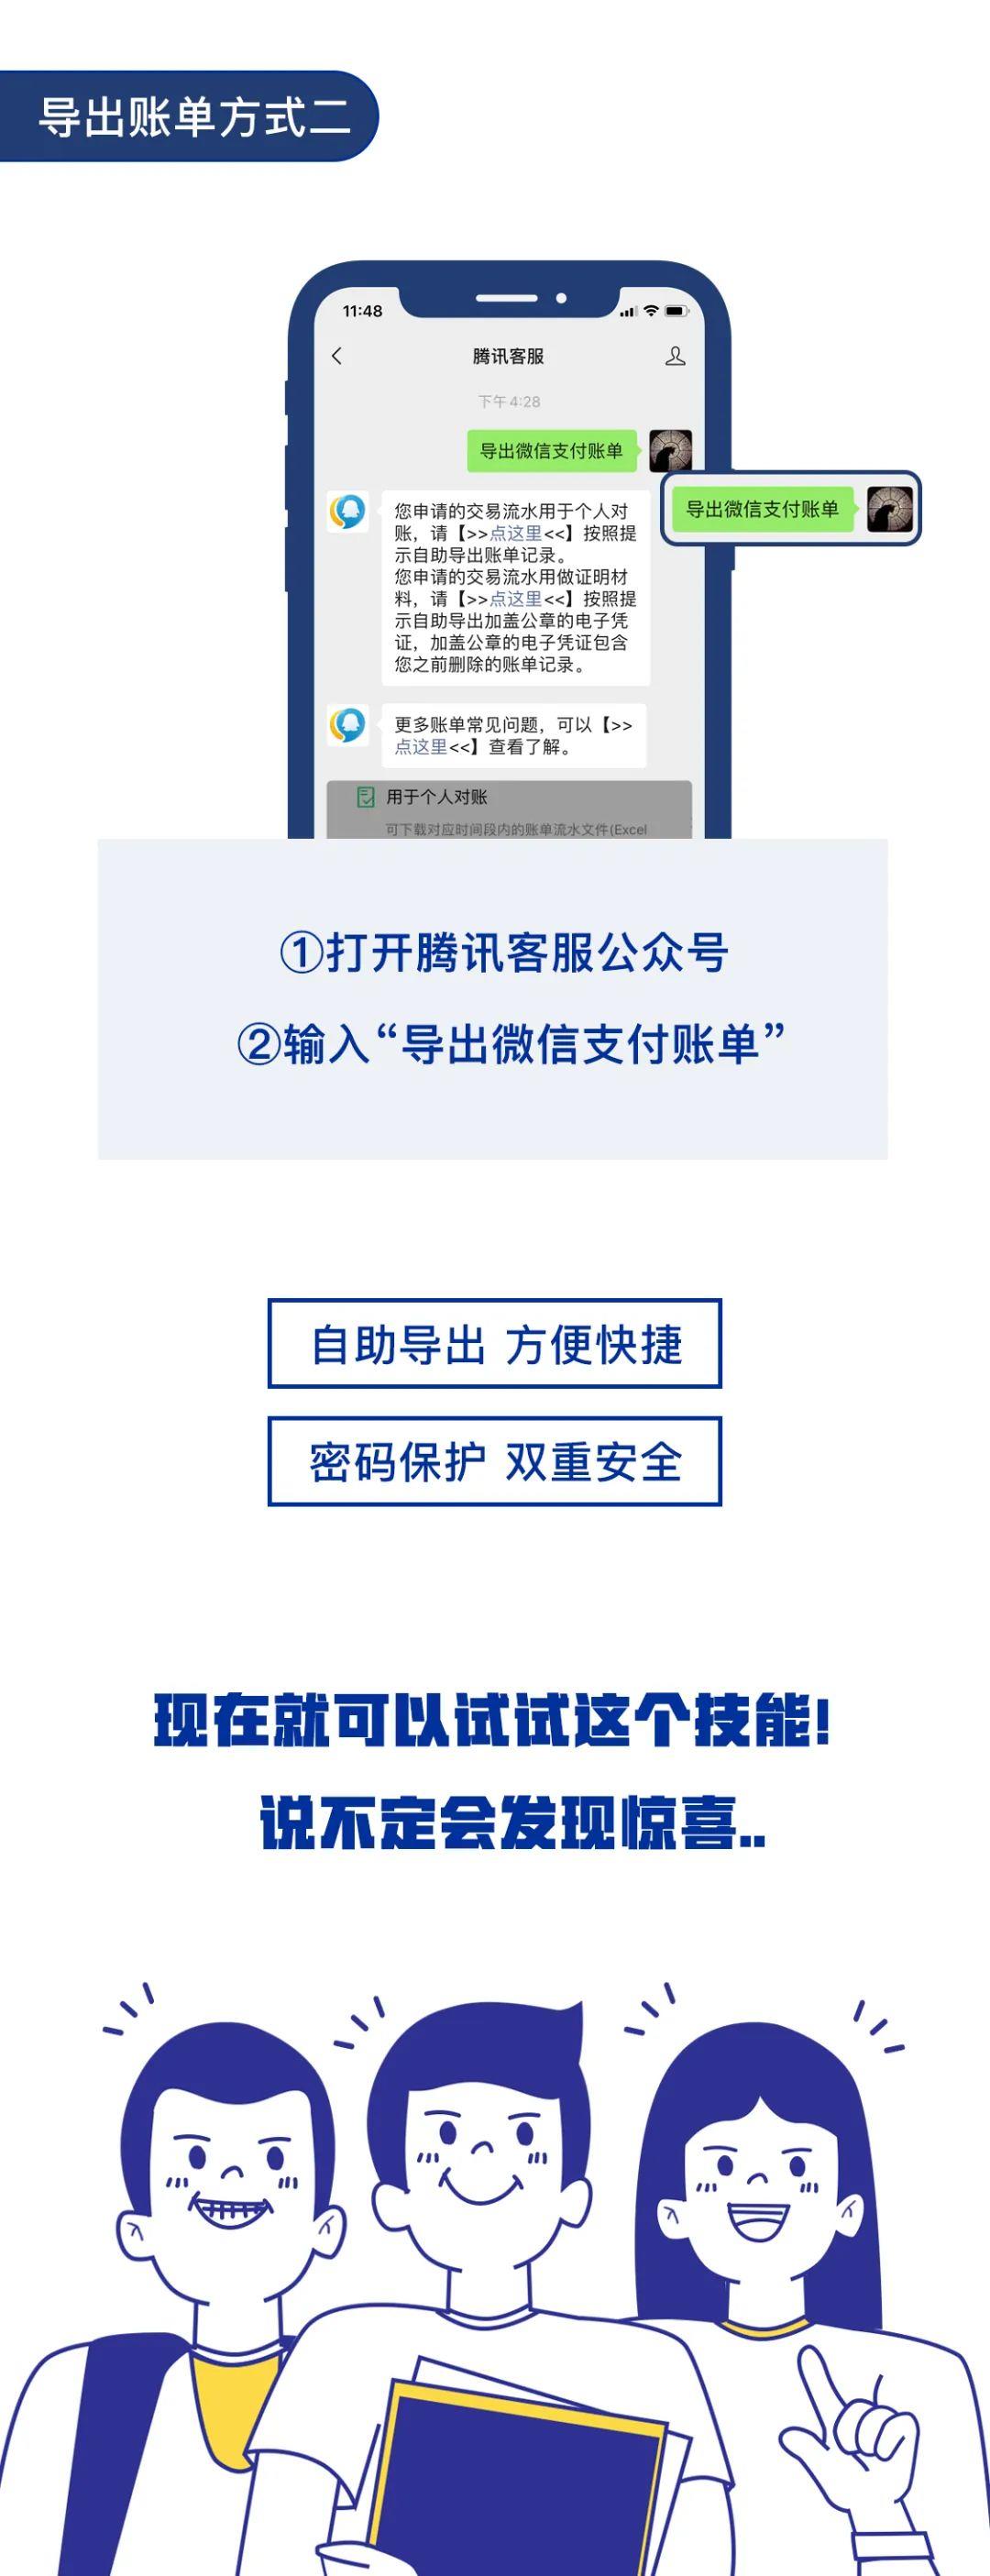 导出账单方式二
11:48
腾讯客服
下午 4:28
导出微信支付账单
导出微信支付账单
您申请的交易流水用于个人对
账，请【>>点这里<<】按照提
示自助导出账单记录。
您申请的交易流水用做证明材
料，请【>>点这里<<】按照提
示自助导出加盖公章的电子凭
证，加盖公章的电子凭证包含
您之前删除的账单记录。
更多账单常见问题，可以【>>
点这里<<】查看了解。
用于个人对账
可下载对应时间段内的账单流水文件(Excel
①打开腾讯客服公众号
②输入“导出微信支付账单”
自助导出 方便快捷
密码保护 双重安全
现在就可以试试这个技能!
说不定会发现惊喜..